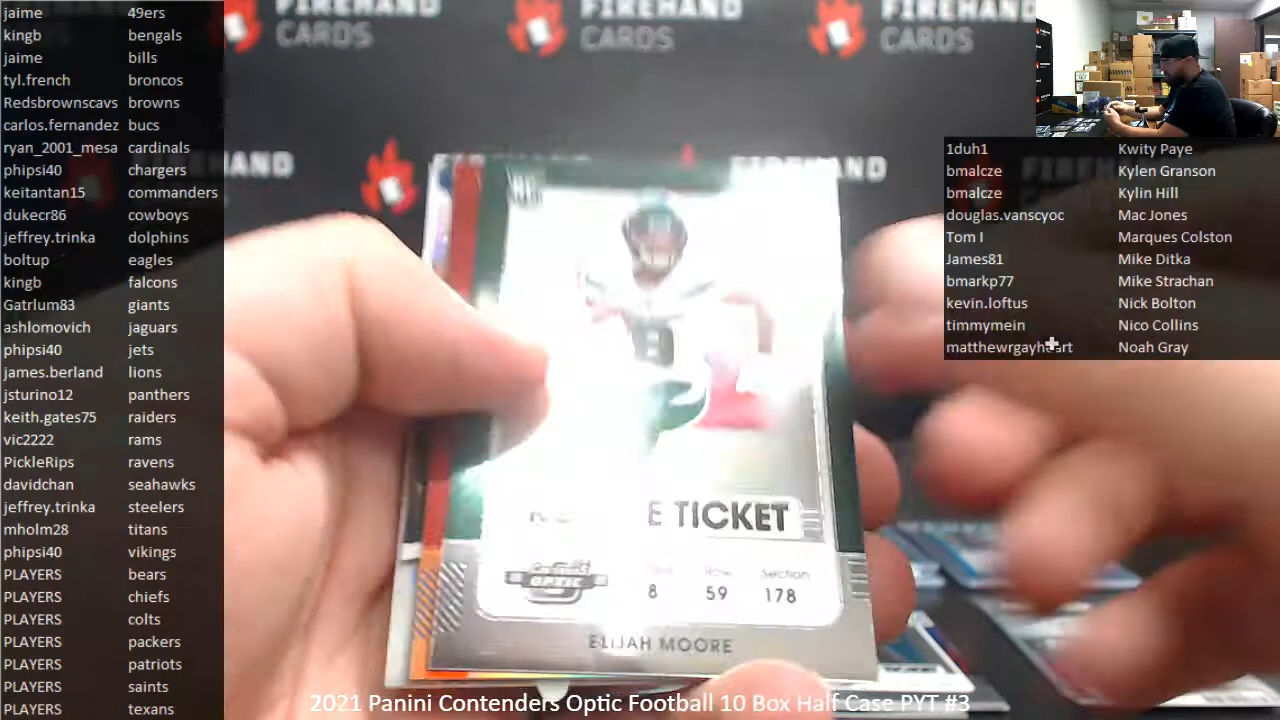 jaime 49ers
kingb bengals
jaime bills
tyl.french broncos
Redsbrownscavs browns
carlos.fernandez bucs
ryan_2001_mesa cardinals
phipsi40 chargers
keitantan15 commanders
dukecr86 cowboys
jeffrey.trinka dolphins
boltup eagles
kingb falcons
Gatrlum83 giants
ashlomovich jaguars
phipsi40 jets
james.berland lions
jsturino12 panthers
keith.gates75 raiders
vic2222 rams
PickleRips ravens
davidchan seahawks
jeffrey.trinka steelers
mholm28 titans
phipsi40 vikings
PLAYERS bears
PLAYERS chiefs
PLAYERS colts
PLAYERS packers
PLAYERS patriots
PLAYERS saints
PLAYERS texans
FIREHAND
CARDS
FIREHAND
CARDS
FIREHAND
CARDS
1duh1 Kwity Paye
bmalcze Kylen Granson
bmalcze Kylin Hill
douglas.vanscyoc Mac Jones
Tom I Marques Colston
James81 Mike Ditka
bmarkp77 Mike Strachan
kevin.loftus Nick Bolton
timmymein Nico Collins
matthewrgayheart Noah Gray
8
E TICKET
OPTIC
Row Section
8 59 178
ELIJAH MOORE
2021 Panini Contenders Optic Football 10 Box Half Case PYT #3